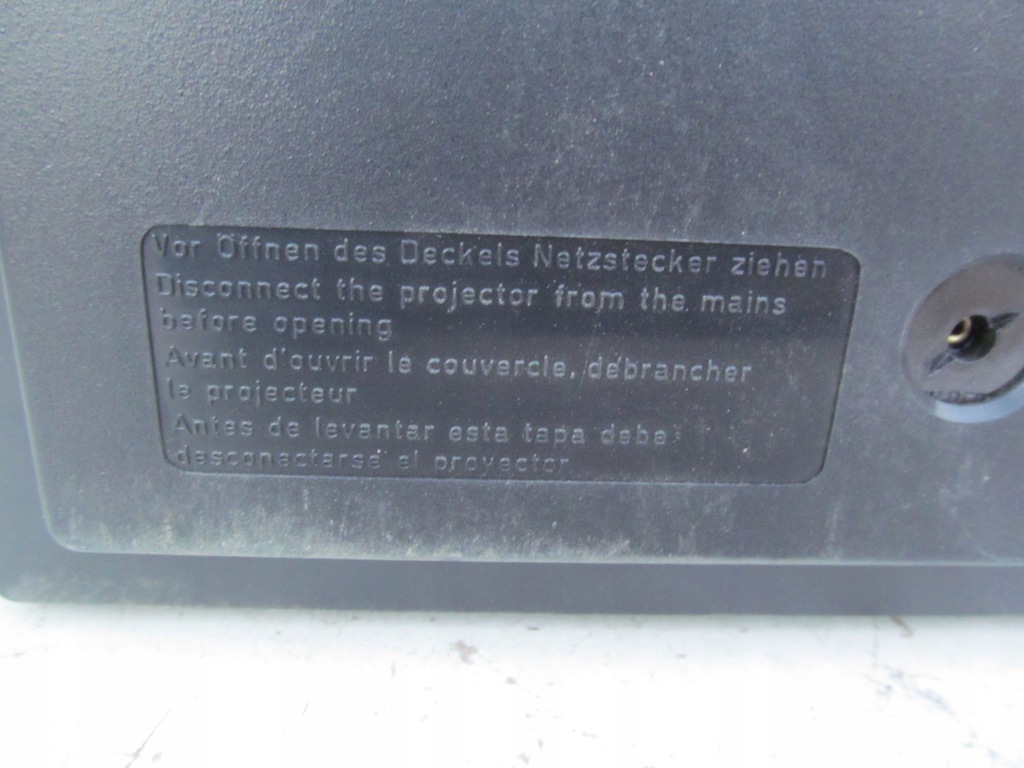 Vor Öffnen des Deckels Netzstecker ziehen
Disconnect the projector from the mains
before opening
Avant d'ouvrir le couvercle, débrancher
le projecteur
Antes de levantar esta tapa debe
desconectarse el proyector